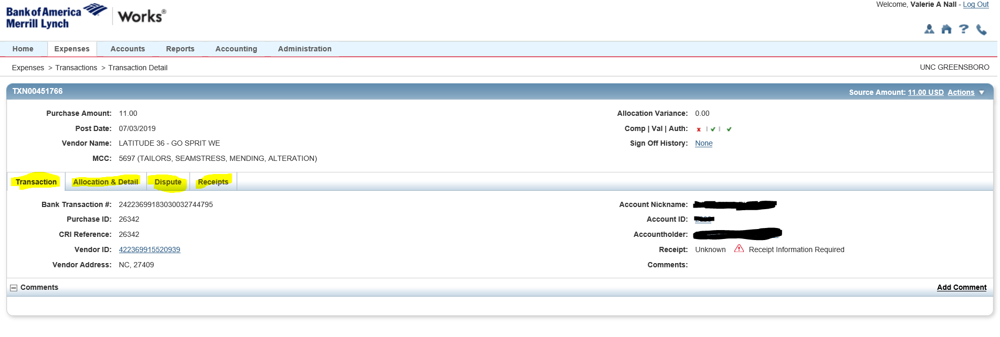 Welcome, Valerie A Nall - Log Out
Bank of America
Merrill Lynch
Works®
Home Expenses Accounts Reports Accounting Administration
Expenses > Transactions > Transaction Detail UNC GREENSBORO
TXN00451766 Source Amount: 11.00 USD Actions
Purchase Amount: 11.00 Allocation Variance: 0.00
Post Date: 07/03/2019 Comp | Val | Auth: x | ✓ | ✓
Vendor Name: LATITUDE 36 - GO SPRIT WE Sign Off History: None
MCC: 5697 (TAILORS, SEAMSTRESS, MENDING, ALTERATION)
Transaction Allocation & Detail Dispute Receipts
Bank Transaction #: 24223699183030032744795 Account Nickname:
Purchase ID: 26342 Account ID:
CRI Reference: 26342 Accountholder:
Vendor ID: 422369915520939 Receipt: Unknown Receipt Information Required
Vendor Address: NC, 27409 Comments:
Comments Add Comment